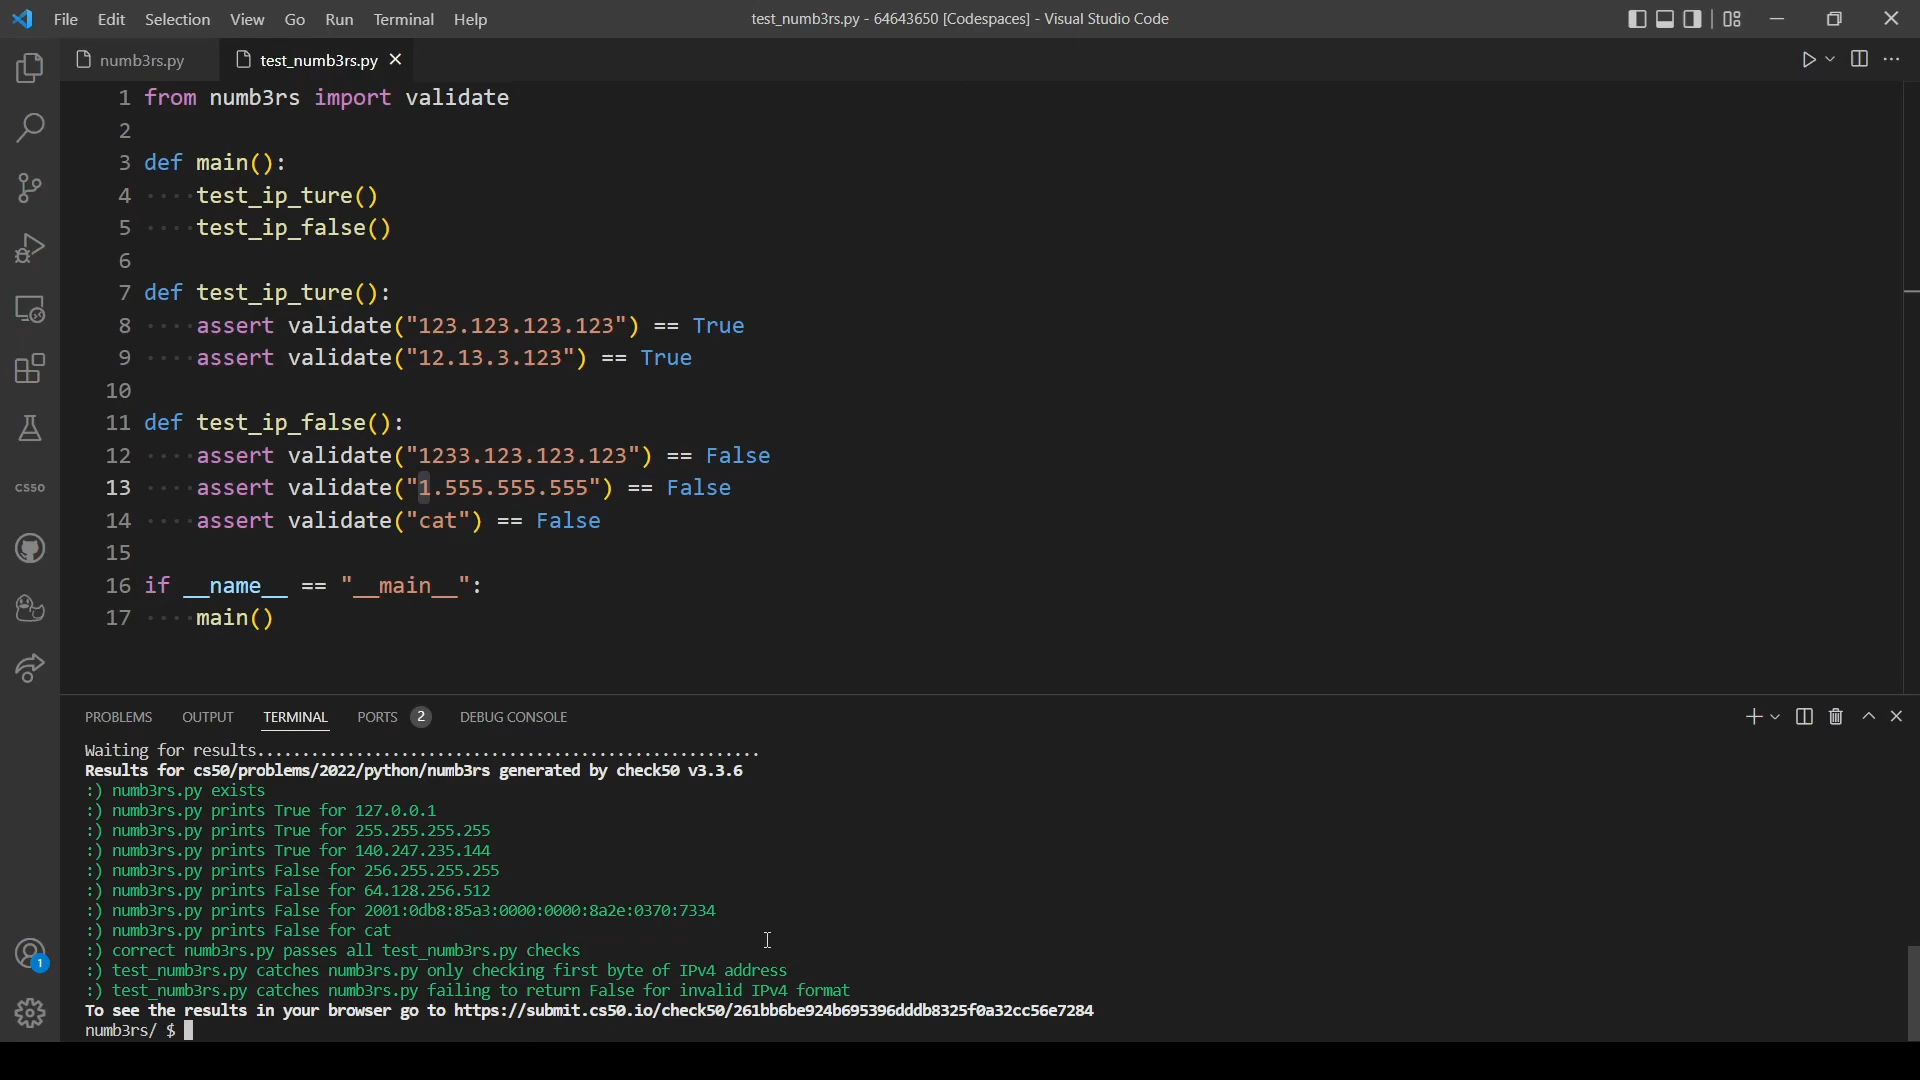 File Edit Selection View Go Run Terminal Help
test_numb3rs.py - 64643650 [Codespaces] - Visual Studio Code
numb3rs.py
test_numb3rs.py
1 from numb3rs import validate
2
3 def main():
4 ····test_ip_ture()
5 ····test_ip_false()
6
7 def test_ip_ture():
8 ····assert validate("123.123.123.123") == True
9 ····assert validate("12.13.3.123") == True
10
11 def test_ip_false():
12 ····assert validate("1233.123.123.123") == False
13 ····assert validate("1.555.555.555") == False
14 ····assert validate("cat") == False
15
16 if __name__ == "__main__":
17 ····main()
CS50
PROBLEMS OUTPUT TERMINAL PORTS 2 DEBUG CONSOLE
Waiting for results........................................................
Results for cs50/problems/2022/python/numb3rs generated by check50 v3.3.6
:) numb3rs.py exists
:) numb3rs.py prints True for 127.0.0.1
:) numb3rs.py prints True for 255.255.255.255
:) numb3rs.py prints True for 140.247.235.144
:) numb3rs.py prints False for 256.255.255.255
:) numb3rs.py prints False for 64.128.256.512
:) numb3rs.py prints False for 2001:0db8:85a3:0000:0000:8a2e:0370:7334
:) numb3rs.py prints False for cat
:) correct numb3rs.py passes all test_numb3rs.py checks
:) test_numb3rs.py catches numb3rs.py only checking first byte of IPv4 address
:) test_numb3rs.py catches numb3rs.py failing to return False for invalid IPv4 format
To see the results in your browser go to https://submit.cs50.io/check50/261bb6be924b695396dddb8325f0a32cc56e7284
numb3rs/ $
1